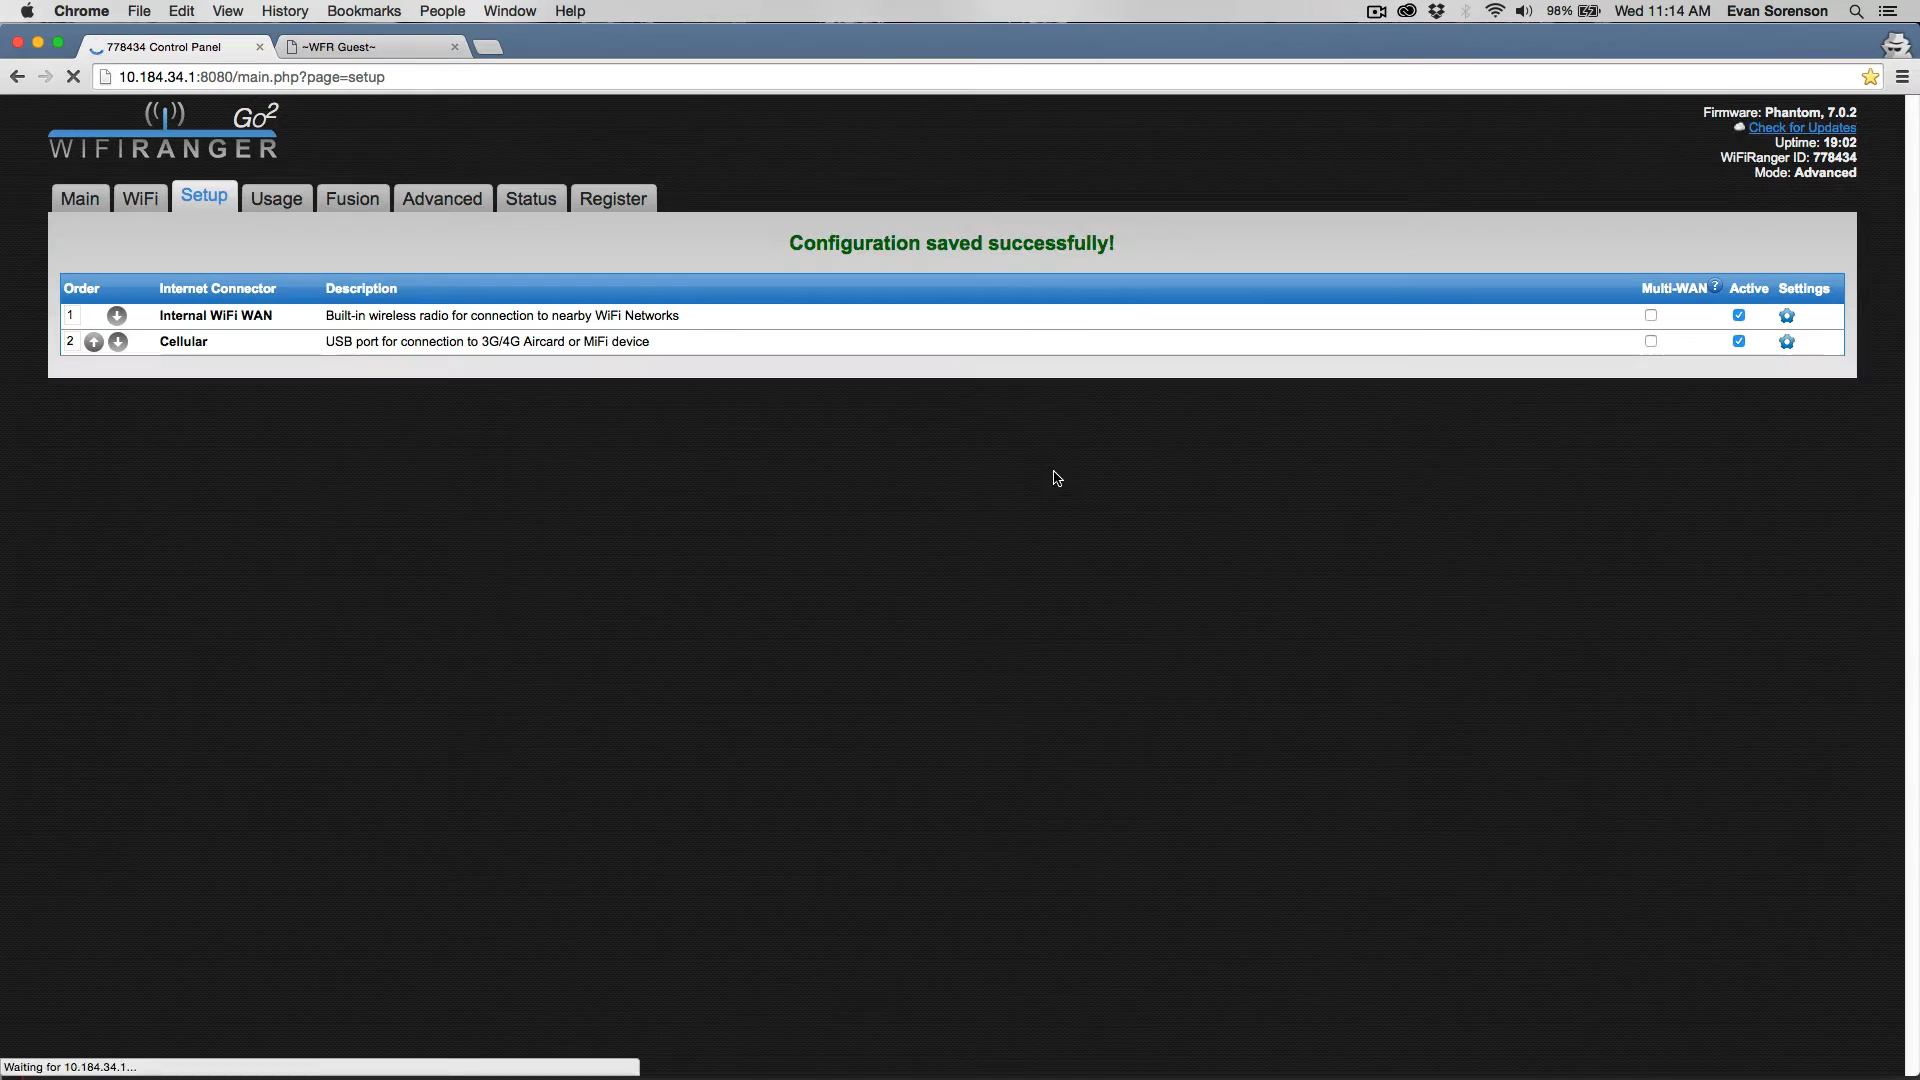 Chrome File Edit View History Bookmarks People Window Help 98% Wed 11:14 AM Evan Sorenson
778434 Control Panel ~WFR Guest~
10.184.34.1:8080/main.php?page=setup
Go2
WIFIRANGER
Firmware: Phantom, 7.0.2
Check for Updates
Uptime: 19:02
WiFiRanger ID: 778434
Mode: Advanced
Main WiFi Setup Usage Fusion Advanced Status Register
Configuration saved successfully!
Order Internet Connector Description Multi-WAN ? Active Settings
1 Internal WiFi WAN Built-in wireless radio for connection to nearby WiFi Networks
2 Cellular USB port for connection to 3G/4G Aircard or MiFi device
Waiting for 10.184.34.1...